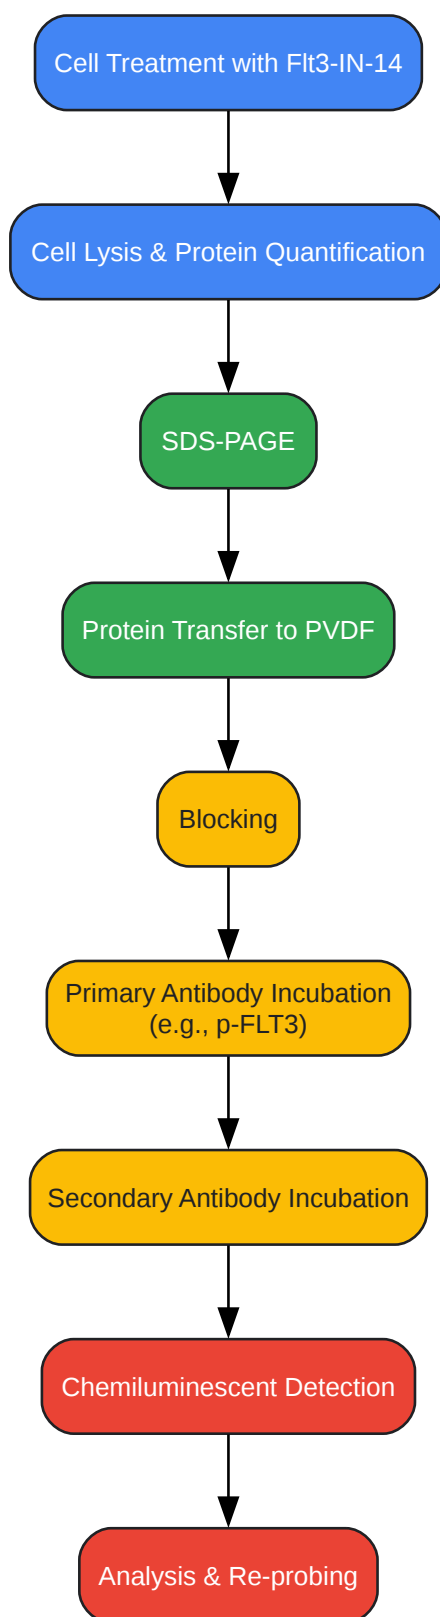 Cell Treatment with Flt3-IN-14
Cell Lysis & Protein Quantification
SDS-PAGE
Protein Transfer to PVDF
Blocking
Primary Antibody Incubation
(e.g., p-FLT3)
Secondary Antibody Incubation
Chemiluminescent Detection
Analysis & Re-probing